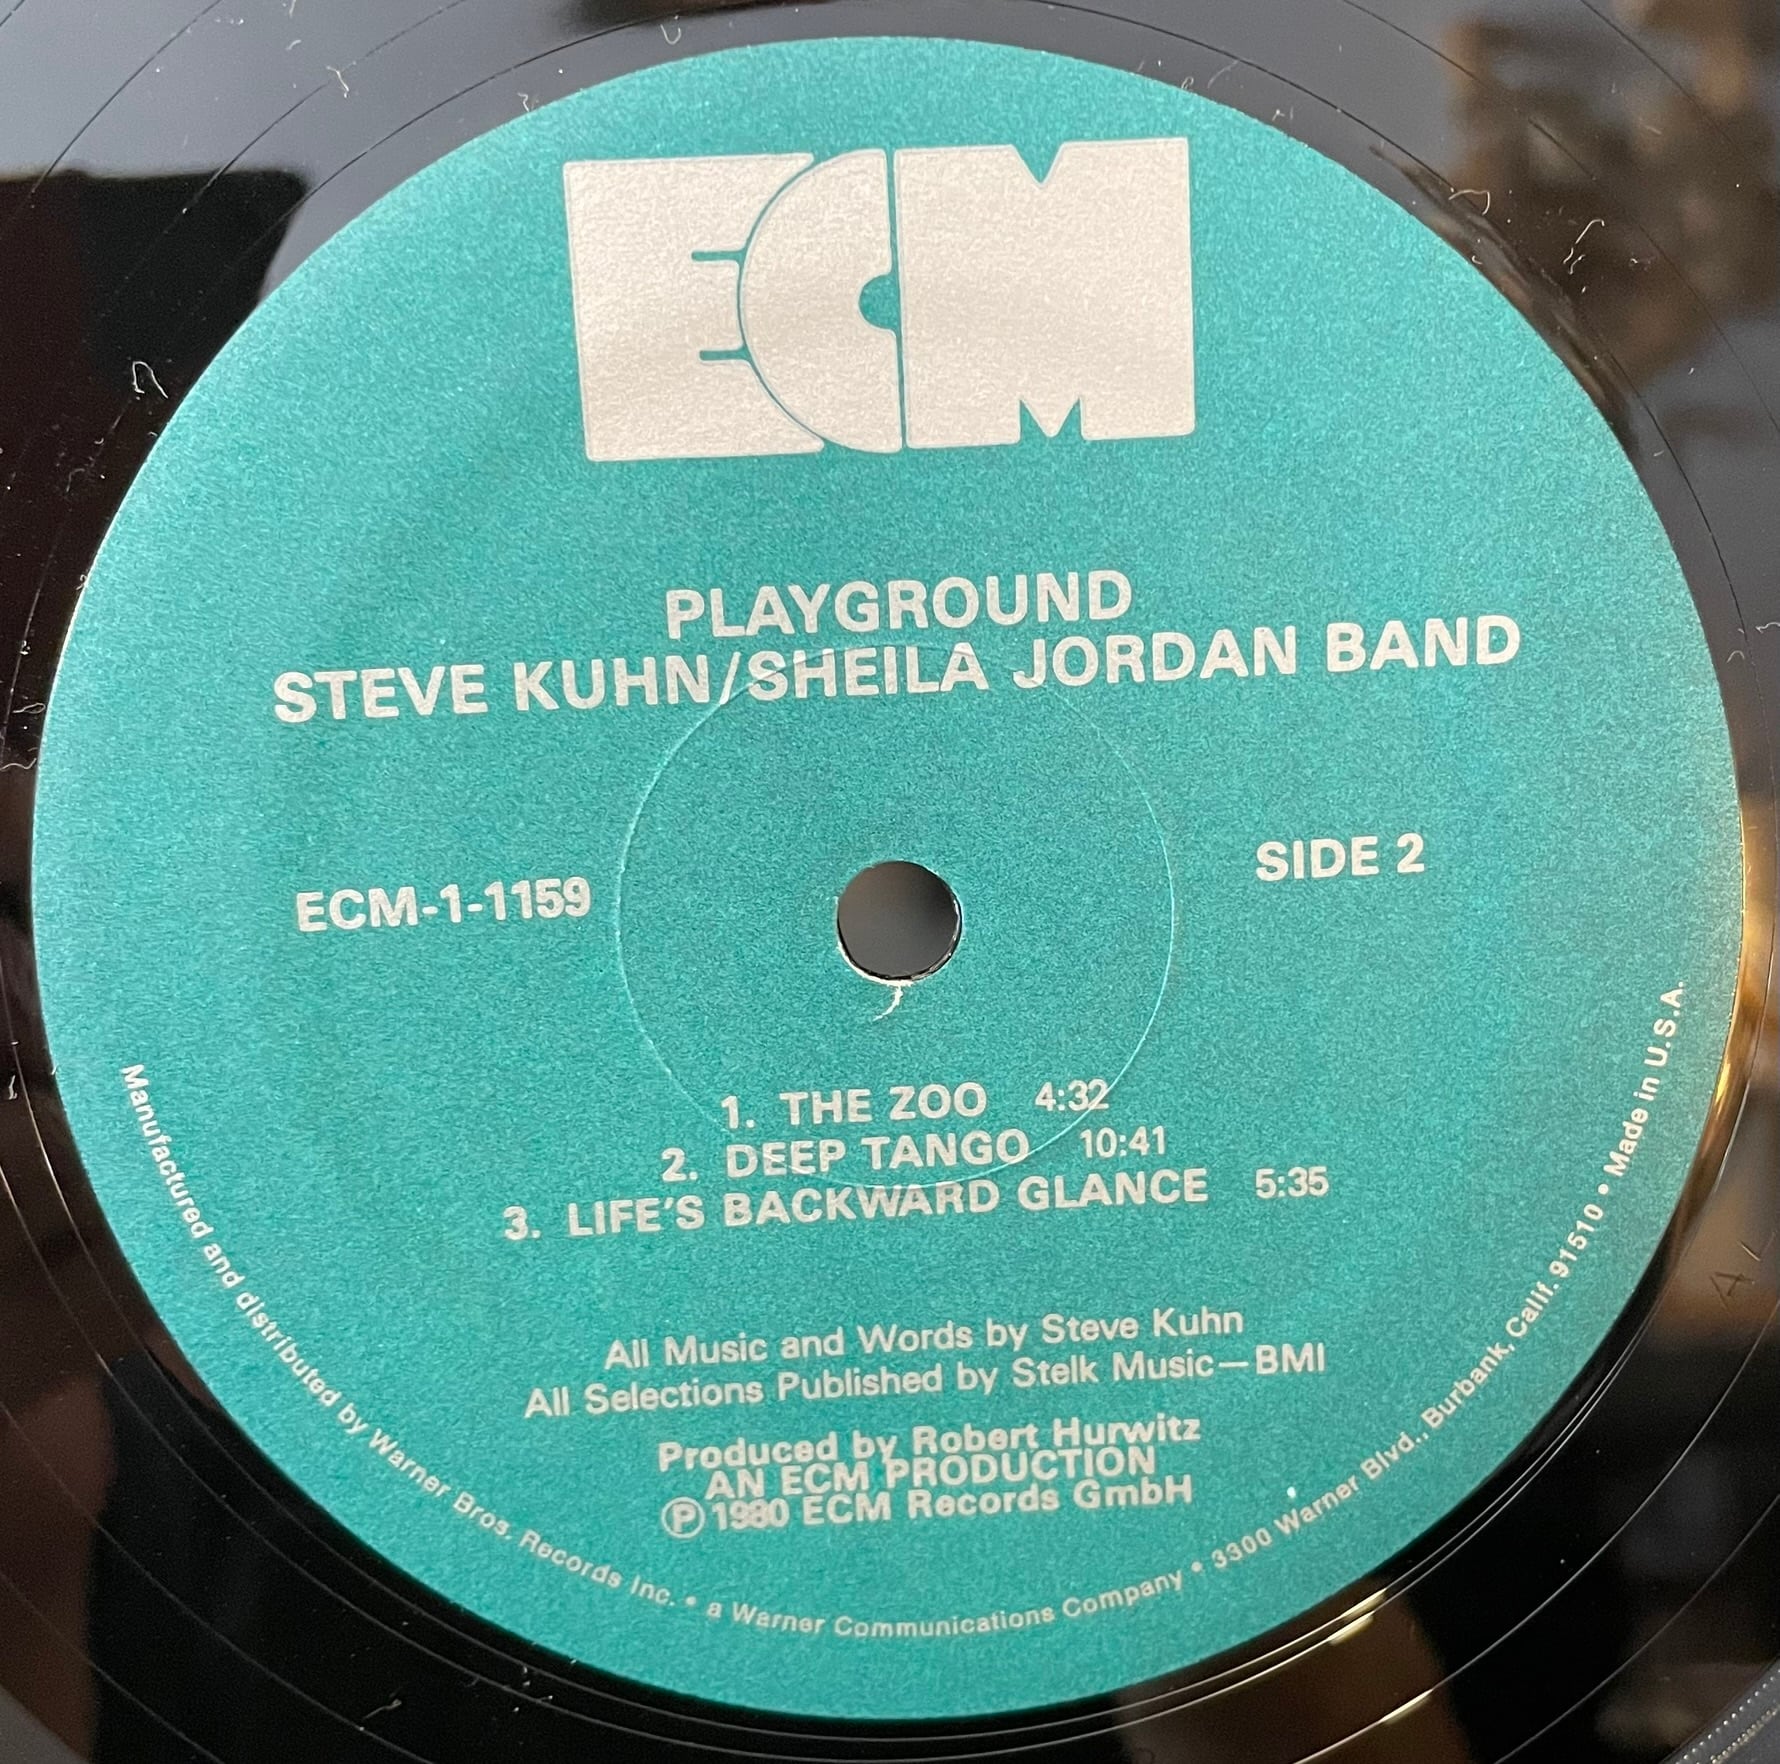 ECM
PLAYGROUND
STEVE KUHN/SHEILA JORDAN BAND
ECM-1-1159
SIDE 2
1. THE ZOO 4:32
2. DEEP TANGO 10:41
3. LIFE'S BACKWARD GLANCE 5:35
All Music and Words by Steve Kuhn
All Selections Published by Stelk Music—BMI
Produced by Robert Hurwitz
AN ECM PRODUCTION
Ⓟ 1980 ECM Records GmbH
Manufactured and distributed by Warner Bros. Records Inc. • a Warner Communications Company • 3300 Warner Blvd., Burbank, Calif. 91510 • Made in U.S.A.